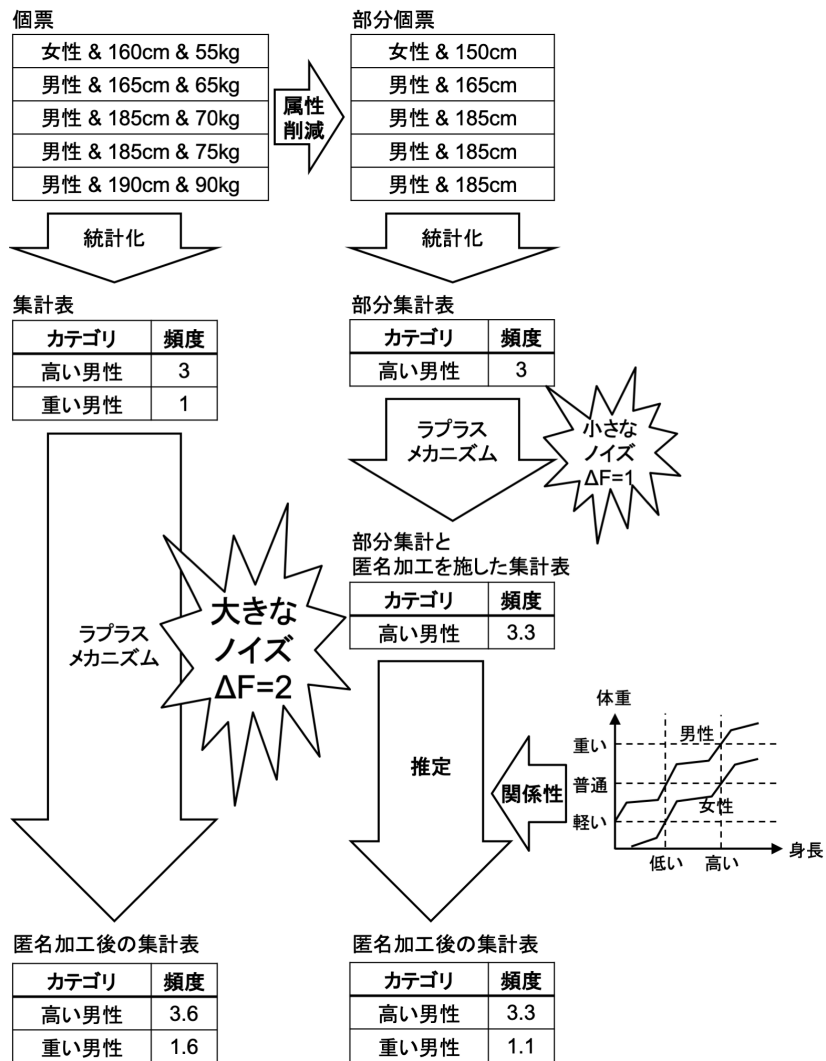 個票
女性 & 160cm & 55kg
男性 & 165cm & 65kg
男性 & 185cm & 70kg
男性 & 185cm & 75kg
男性 & 190cm & 90kg
属性
削減
部分個票
女性 & 150cm
男性 & 165cm
男性 & 185cm
男性 & 185cm
男性 & 185cm
統計化
統計化
集計表
カテゴリ 頻度
高い男性 3
重い男性 1
部分集計表
カテゴリ 頻度
高い男性 3
ラプラス
メカニズム
小さな
ノイズ
ΔF=1
ラプラス
メカニズム
大きな
ノイズ
ΔF=2
部分集計と
匿名加工を施した集計表
カテゴリ 頻度
高い男性 3.3
推定
関係性
体重
重い
普通
軽い
男性
女性
低い
高い
身長
匿名加工後の集計表
カテゴリ 頻度
高い男性 3.6
重い男性 1.6
匿名加工後の集計表
カテゴリ 頻度
高い男性 3.3
重い男性 1.1